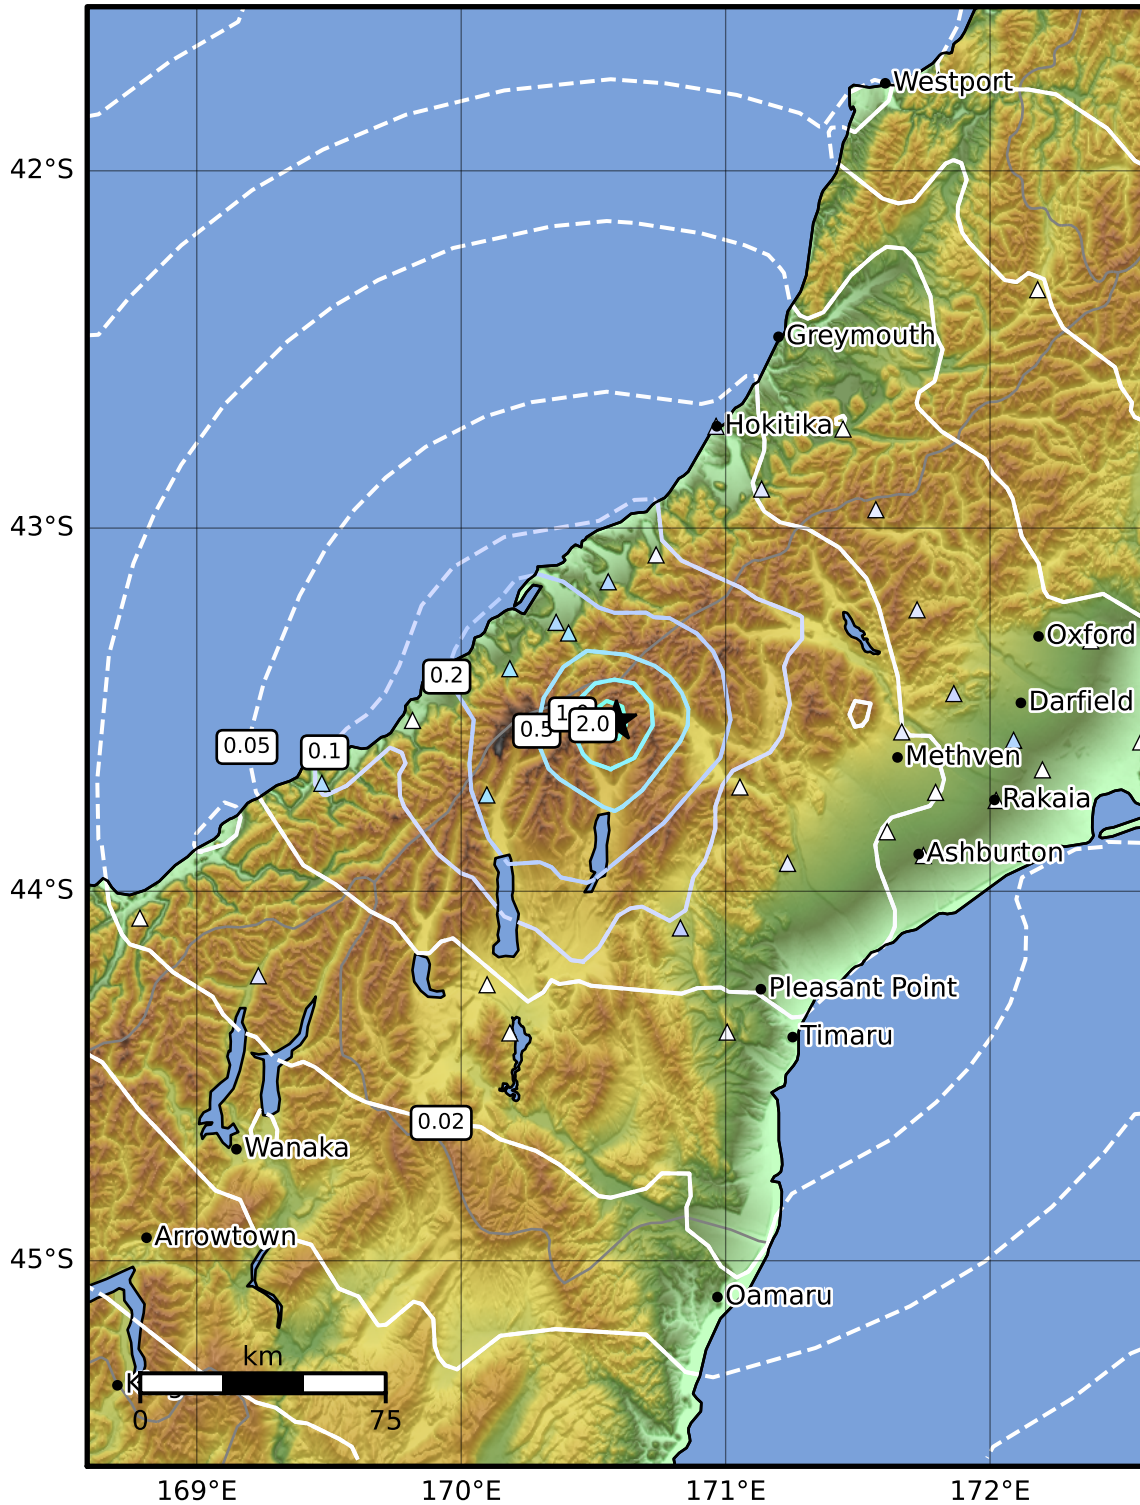 Westport
42°S
Greymouth
Hokitika
43°S
Oxford
0.2
Darfield
0.5
2.0
0.05
0.1
Methven
Rakaia
Ashburton
44°S
Pleasant Point
Timaru
0.02
Wanaka
Arrowtown
45°S
Oamaru
km
0
75
169°E
170°E
171°E
172°E